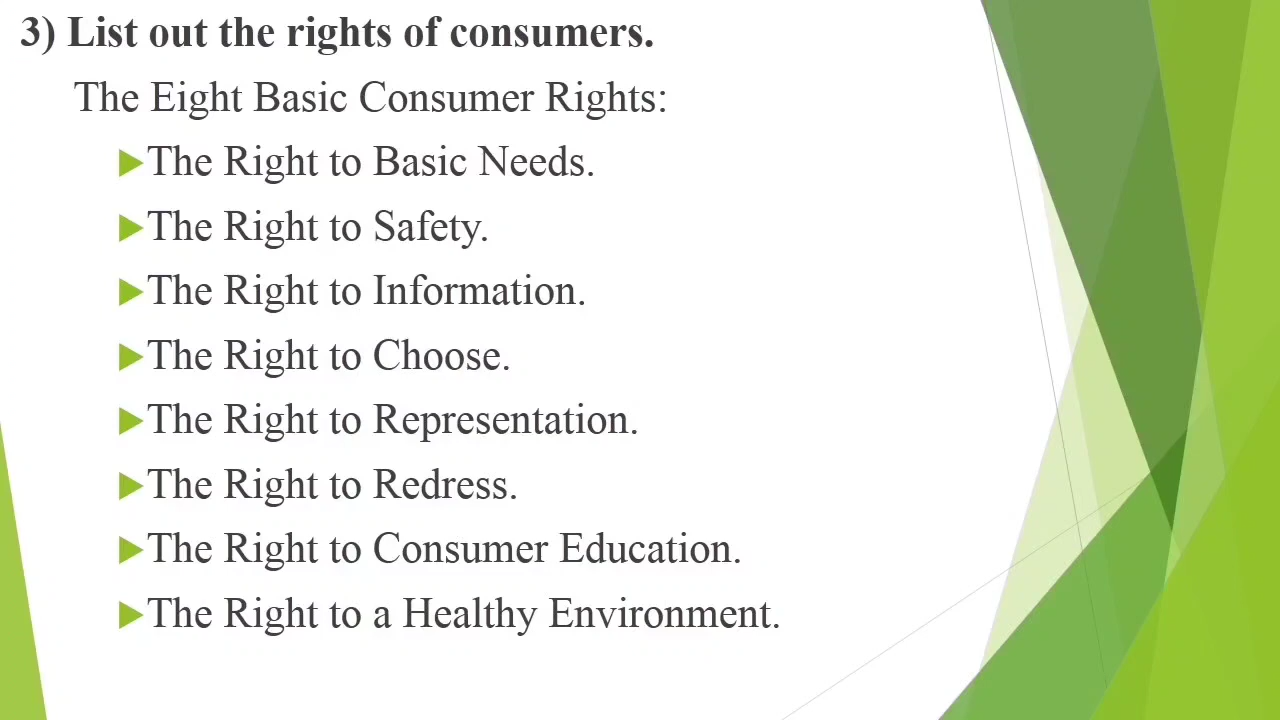 3) List out the rights of consumers.
The Eight Basic Consumer Rights:
The Right to Basic Needs.
The Right to Safety.
The Right to Information.
The Right to Choose.
The Right to Representation.
The Right to Redress.
The Right to Consumer Education.
The Right to a Healthy Environment.